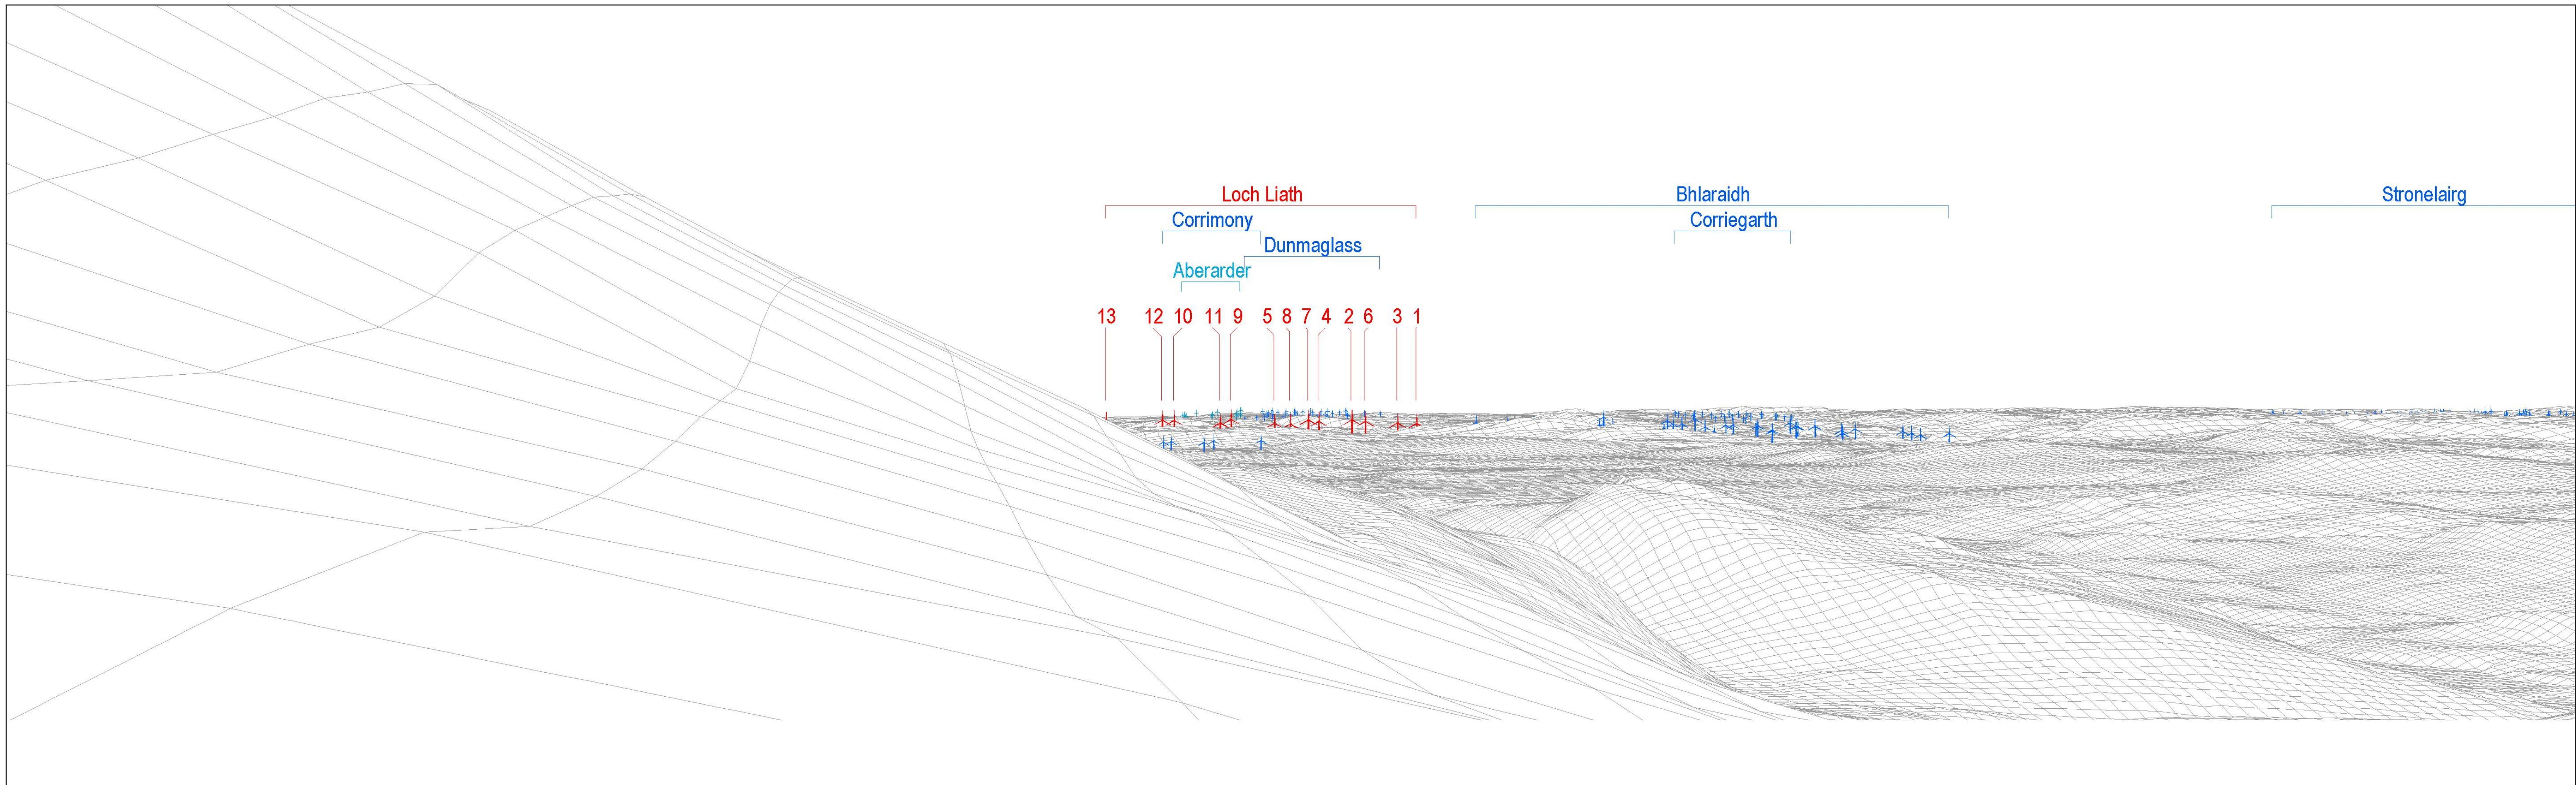 Loch Liath Bhlaraidh Stronelairg
Corrimony Corriegarth
Dunmaglass
Aberarder
13 12 10 11 9 5 8 7 4 2 6 3 1